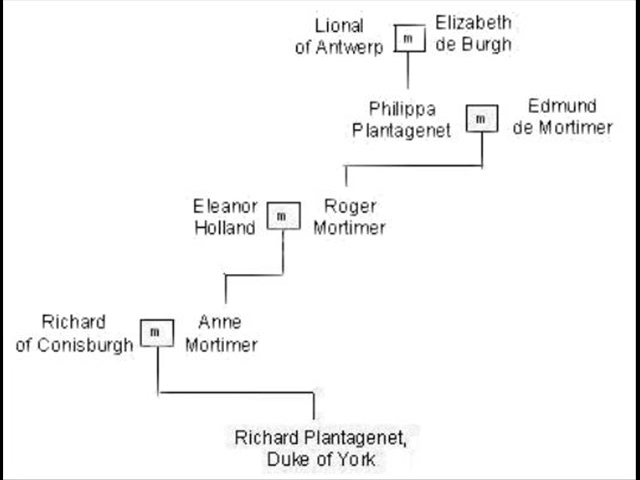 Lional
of Antwerp
m
Elizabeth
de Burgh
Philippa
Plantagenet
m
Edmund
de Mortimer
Eleanor
Holland
m
Roger
Mortimer
Richard
of Conisburgh
m
Anne
Mortimer
Richard Plantagenet,
Duke of York